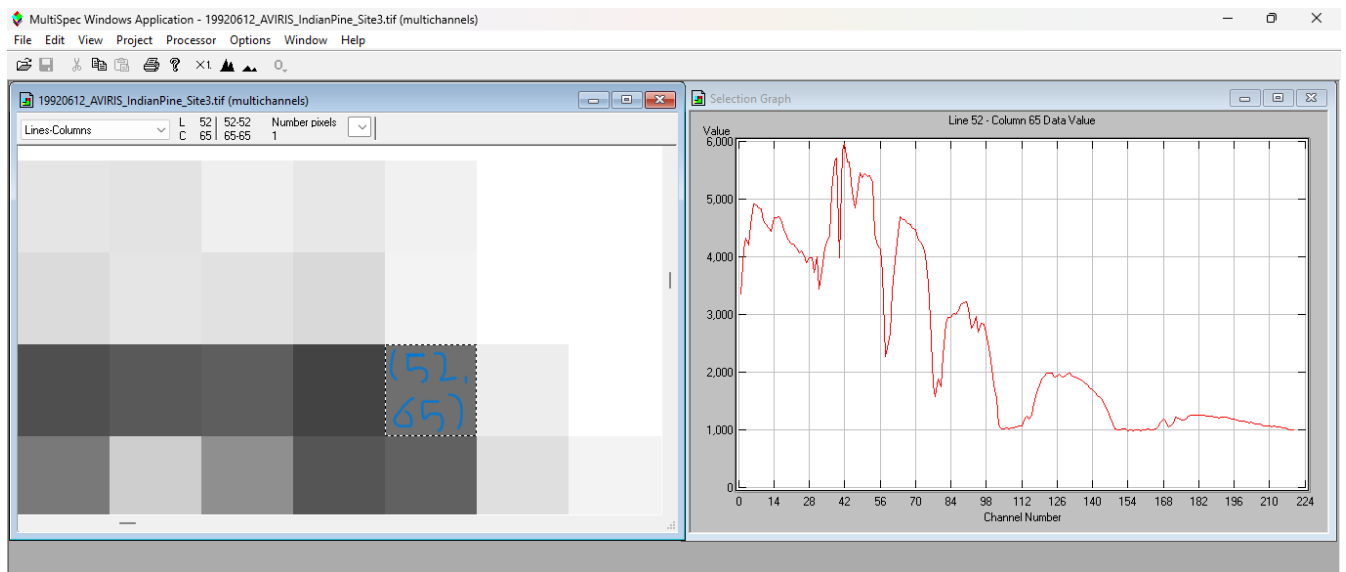 MultiSpec Windows Application - 19920612_AVIRIS_IndianPine_Site3.tif (multichannels)
File Edit View Project Processor Options Window Help
×1.
0.
19920612_AVIRIS_IndianPine_Site3.tif (multichannels)
Lines-Columns
L 52 52-52 Number pixels
C 65 65-65 1
(52,
65)
Selection Graph
Line 52 - Column 65 Data Value
Value
6,000
5,000
4,000
3,000
2,000
1,000
0
0 14 28 42 56 70 84 98 112 126 140 154 168 182 196 210 224
Channel Number